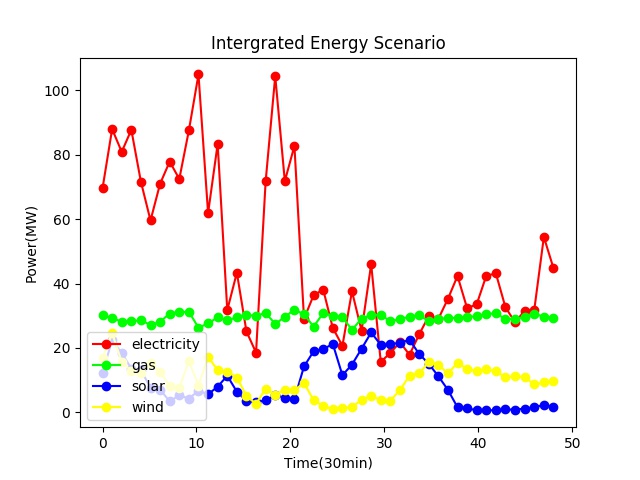 Intergrated Energy Scenario
Power(MW)
100
80
60
40
20
0
electricity
gas
solar
wind
0 10 20 30 40 50
Time(30min)